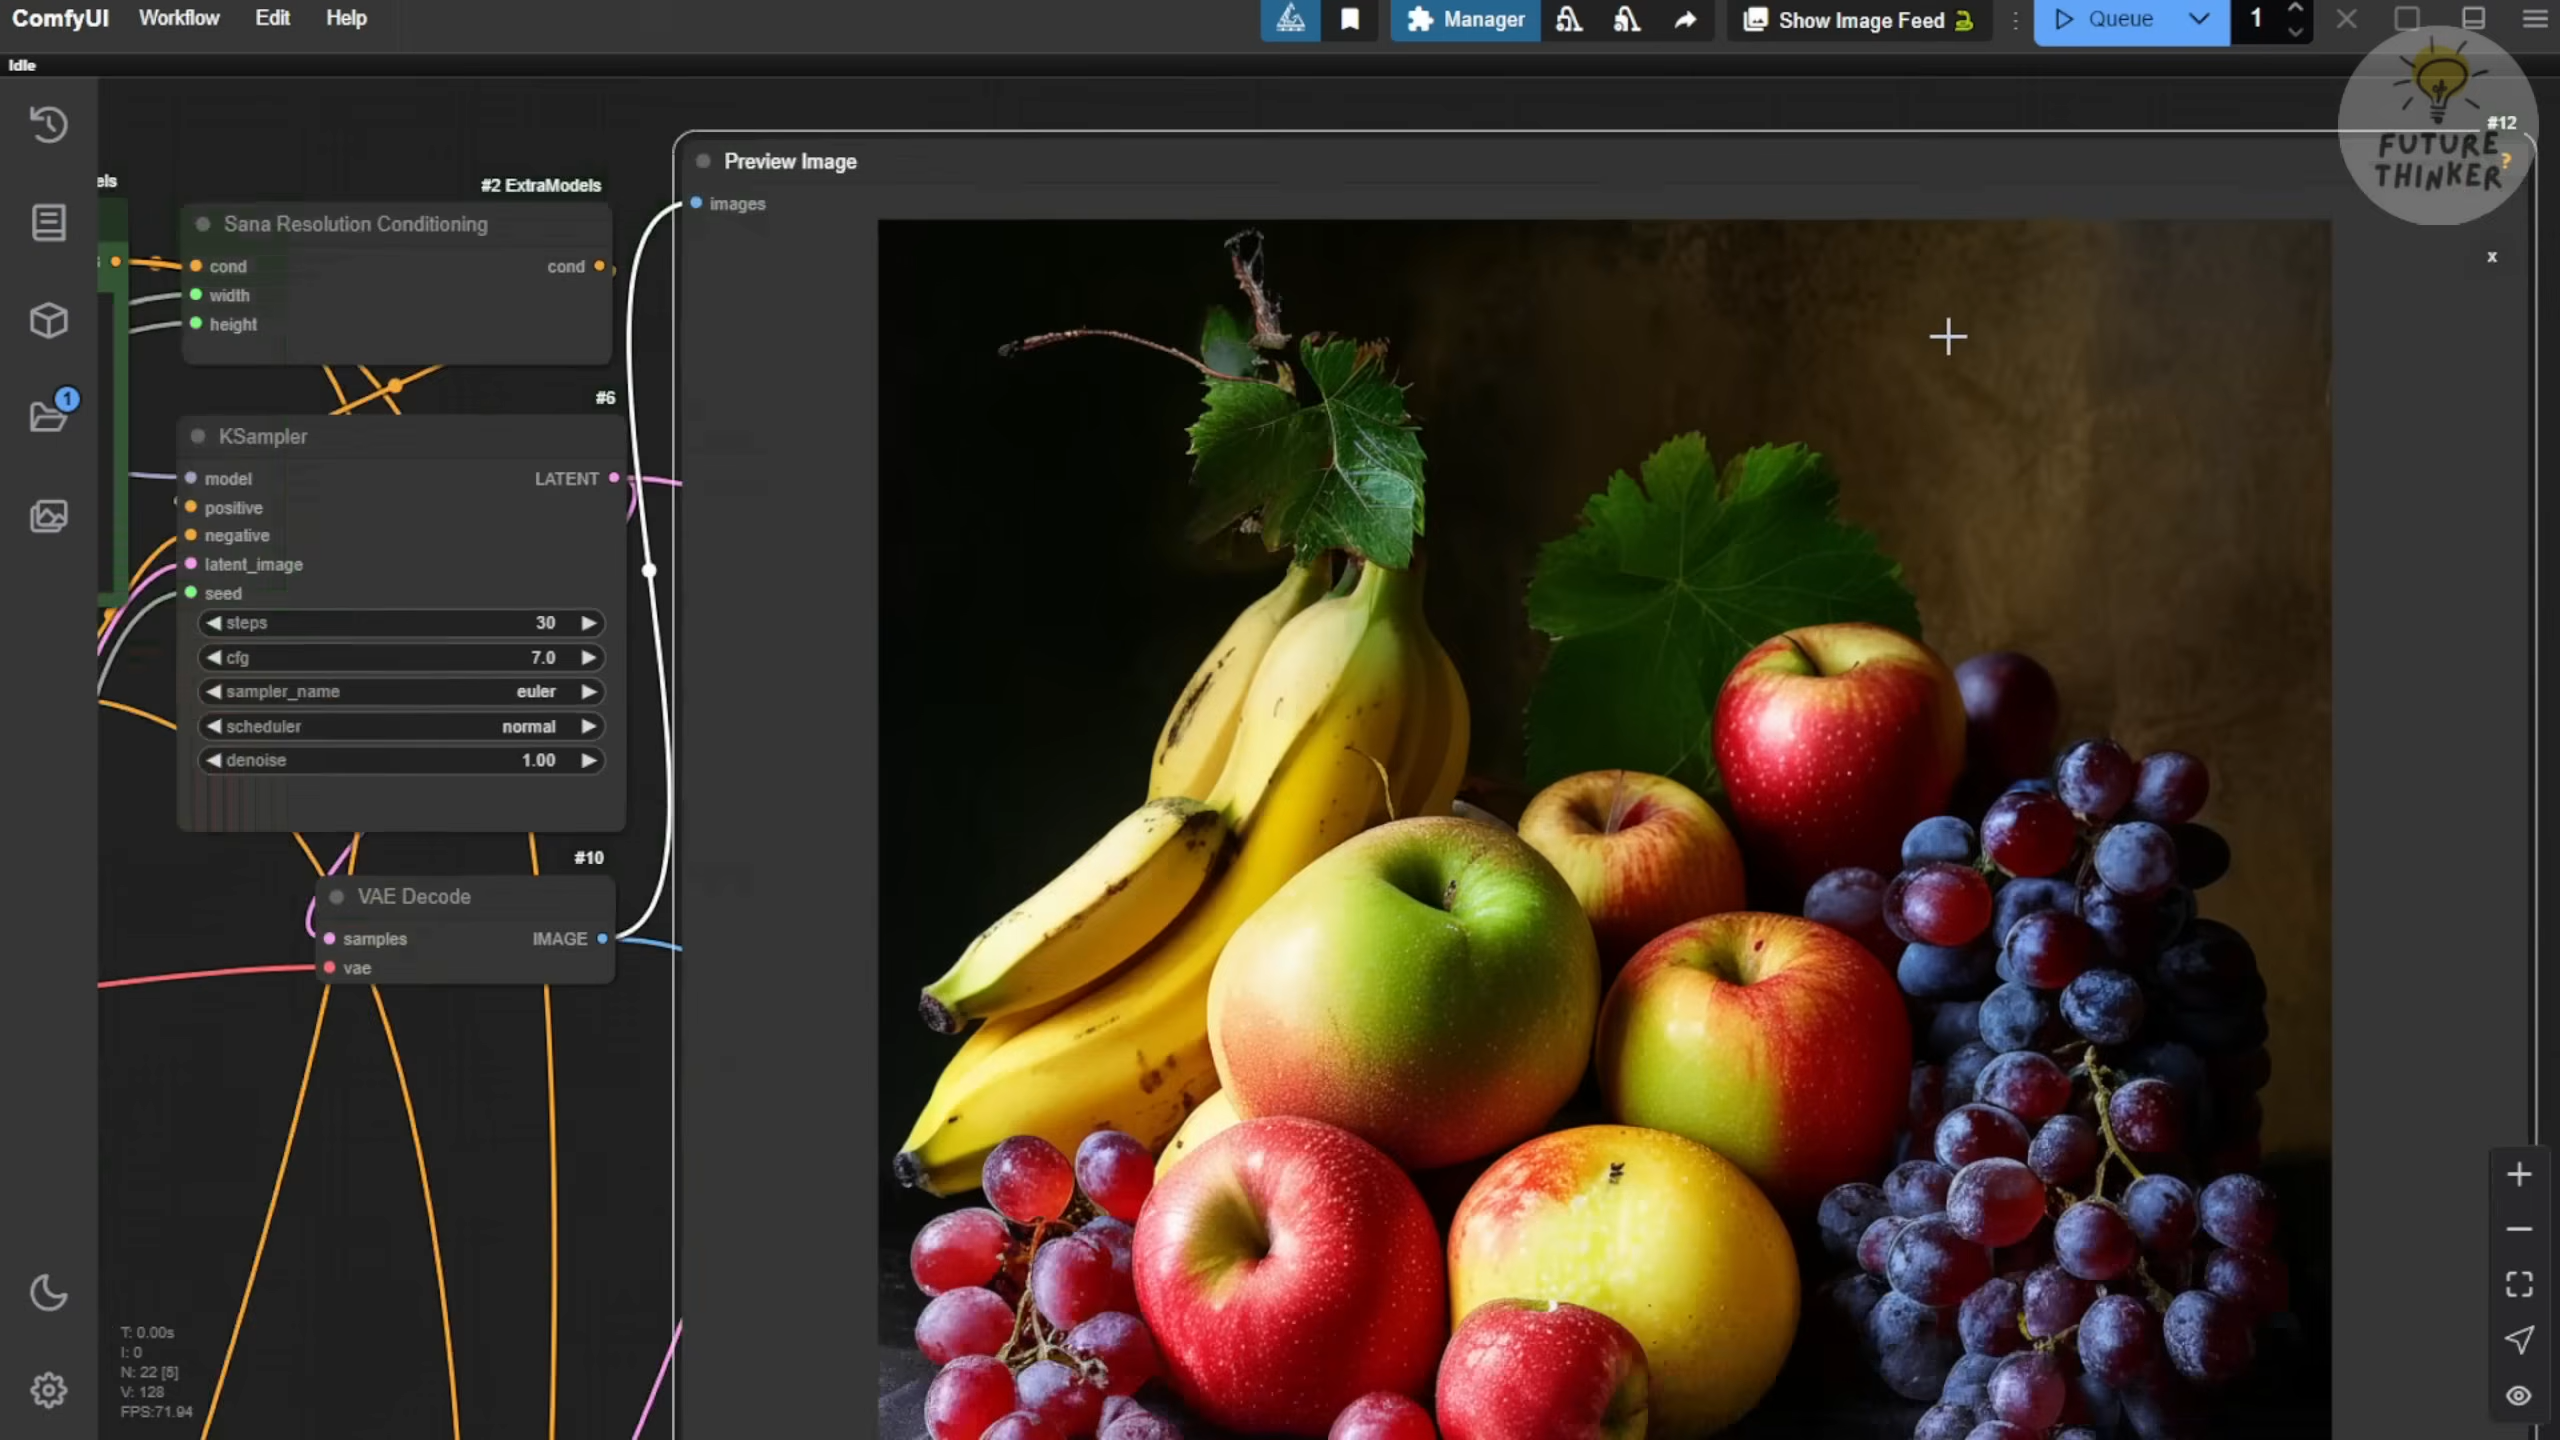 ComfyUI Workflow Edit Help
Manager
Show Image Feed
Queue
1
Idle
FUTURE
THINKER
#12
?
Preview Image
images
x
els
#2 ExtraModels
Sana Resolution Conditioning
cond cond
width
height
1
#6
KSampler
model LATENT
positive
negative
latent_image
seed
steps 30
cfg 7.0
sampler_name euler
scheduler normal
denoise 1.00
#10
VAE Decode
samples IMAGE
vae
T: 0.00s
I: 0
N: 22 [5]
V: 128
FPS:71.94